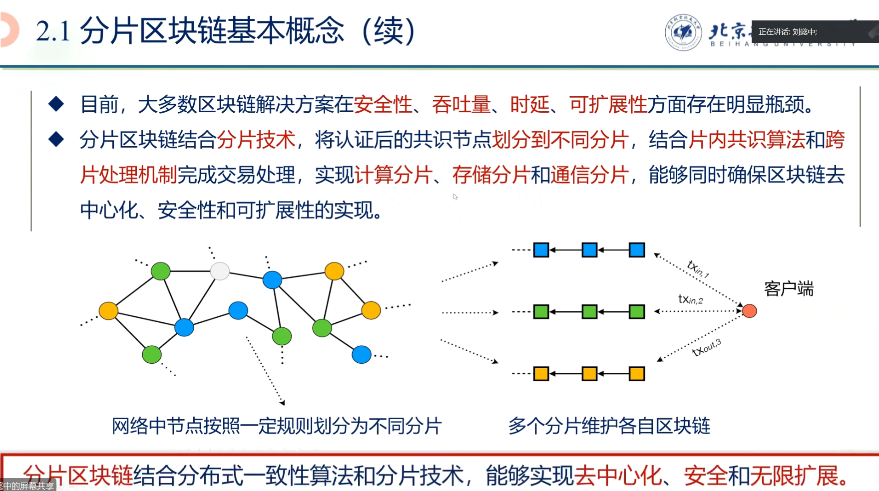 2.1 分片区块链基本概念（续）
北京
BEIHANG UNIVERSITY
正在讲话:
◆ 目前，大多数区块链解决方案在安全性、吞吐量、时延、可扩展性方面存在明显瓶颈。
◆ 分片区块链结合分片技术，将认证后的共识节点划分到不同分片，结合片内共识算法和跨
片处理机制完成交易处理，实现计算分片、存储分片和通信分片，能够同时确保区块链去
中心化、安全性和可扩展性的实现。
txin,1
客户端
txin,2
txout,3
网络中节点按照一定规则划分为不同分片
多个分片维护各自区块链
分片区块链结合分布式一致性算法和分片技术，能够实现去中心化、安全和无限扩展。
中的屏幕共享